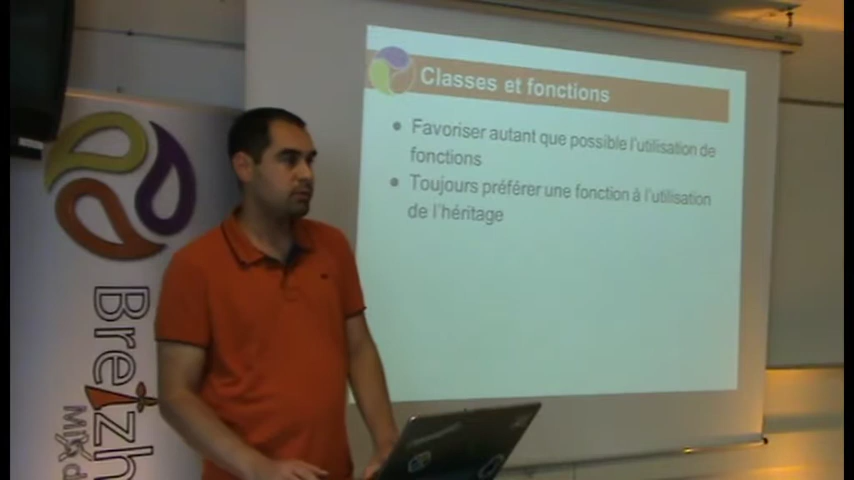 Classes et fonctions
● Favoriser autant que possible l'utilisation de
fonctions
● Toujours préférer une fonction à l'utilisation
de l'héritage
Breizh